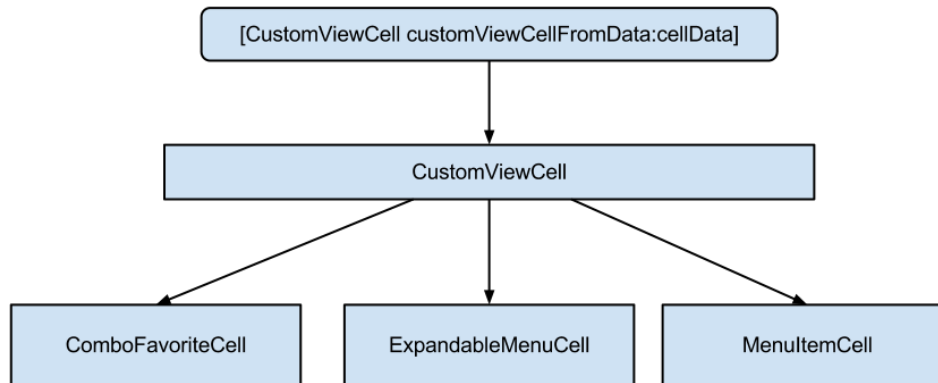 [CustomViewCell customViewCellFromData:cellData]
CustomViewCell
ComboFavoriteCell
ExpandableMenuCell
MenuItemCell